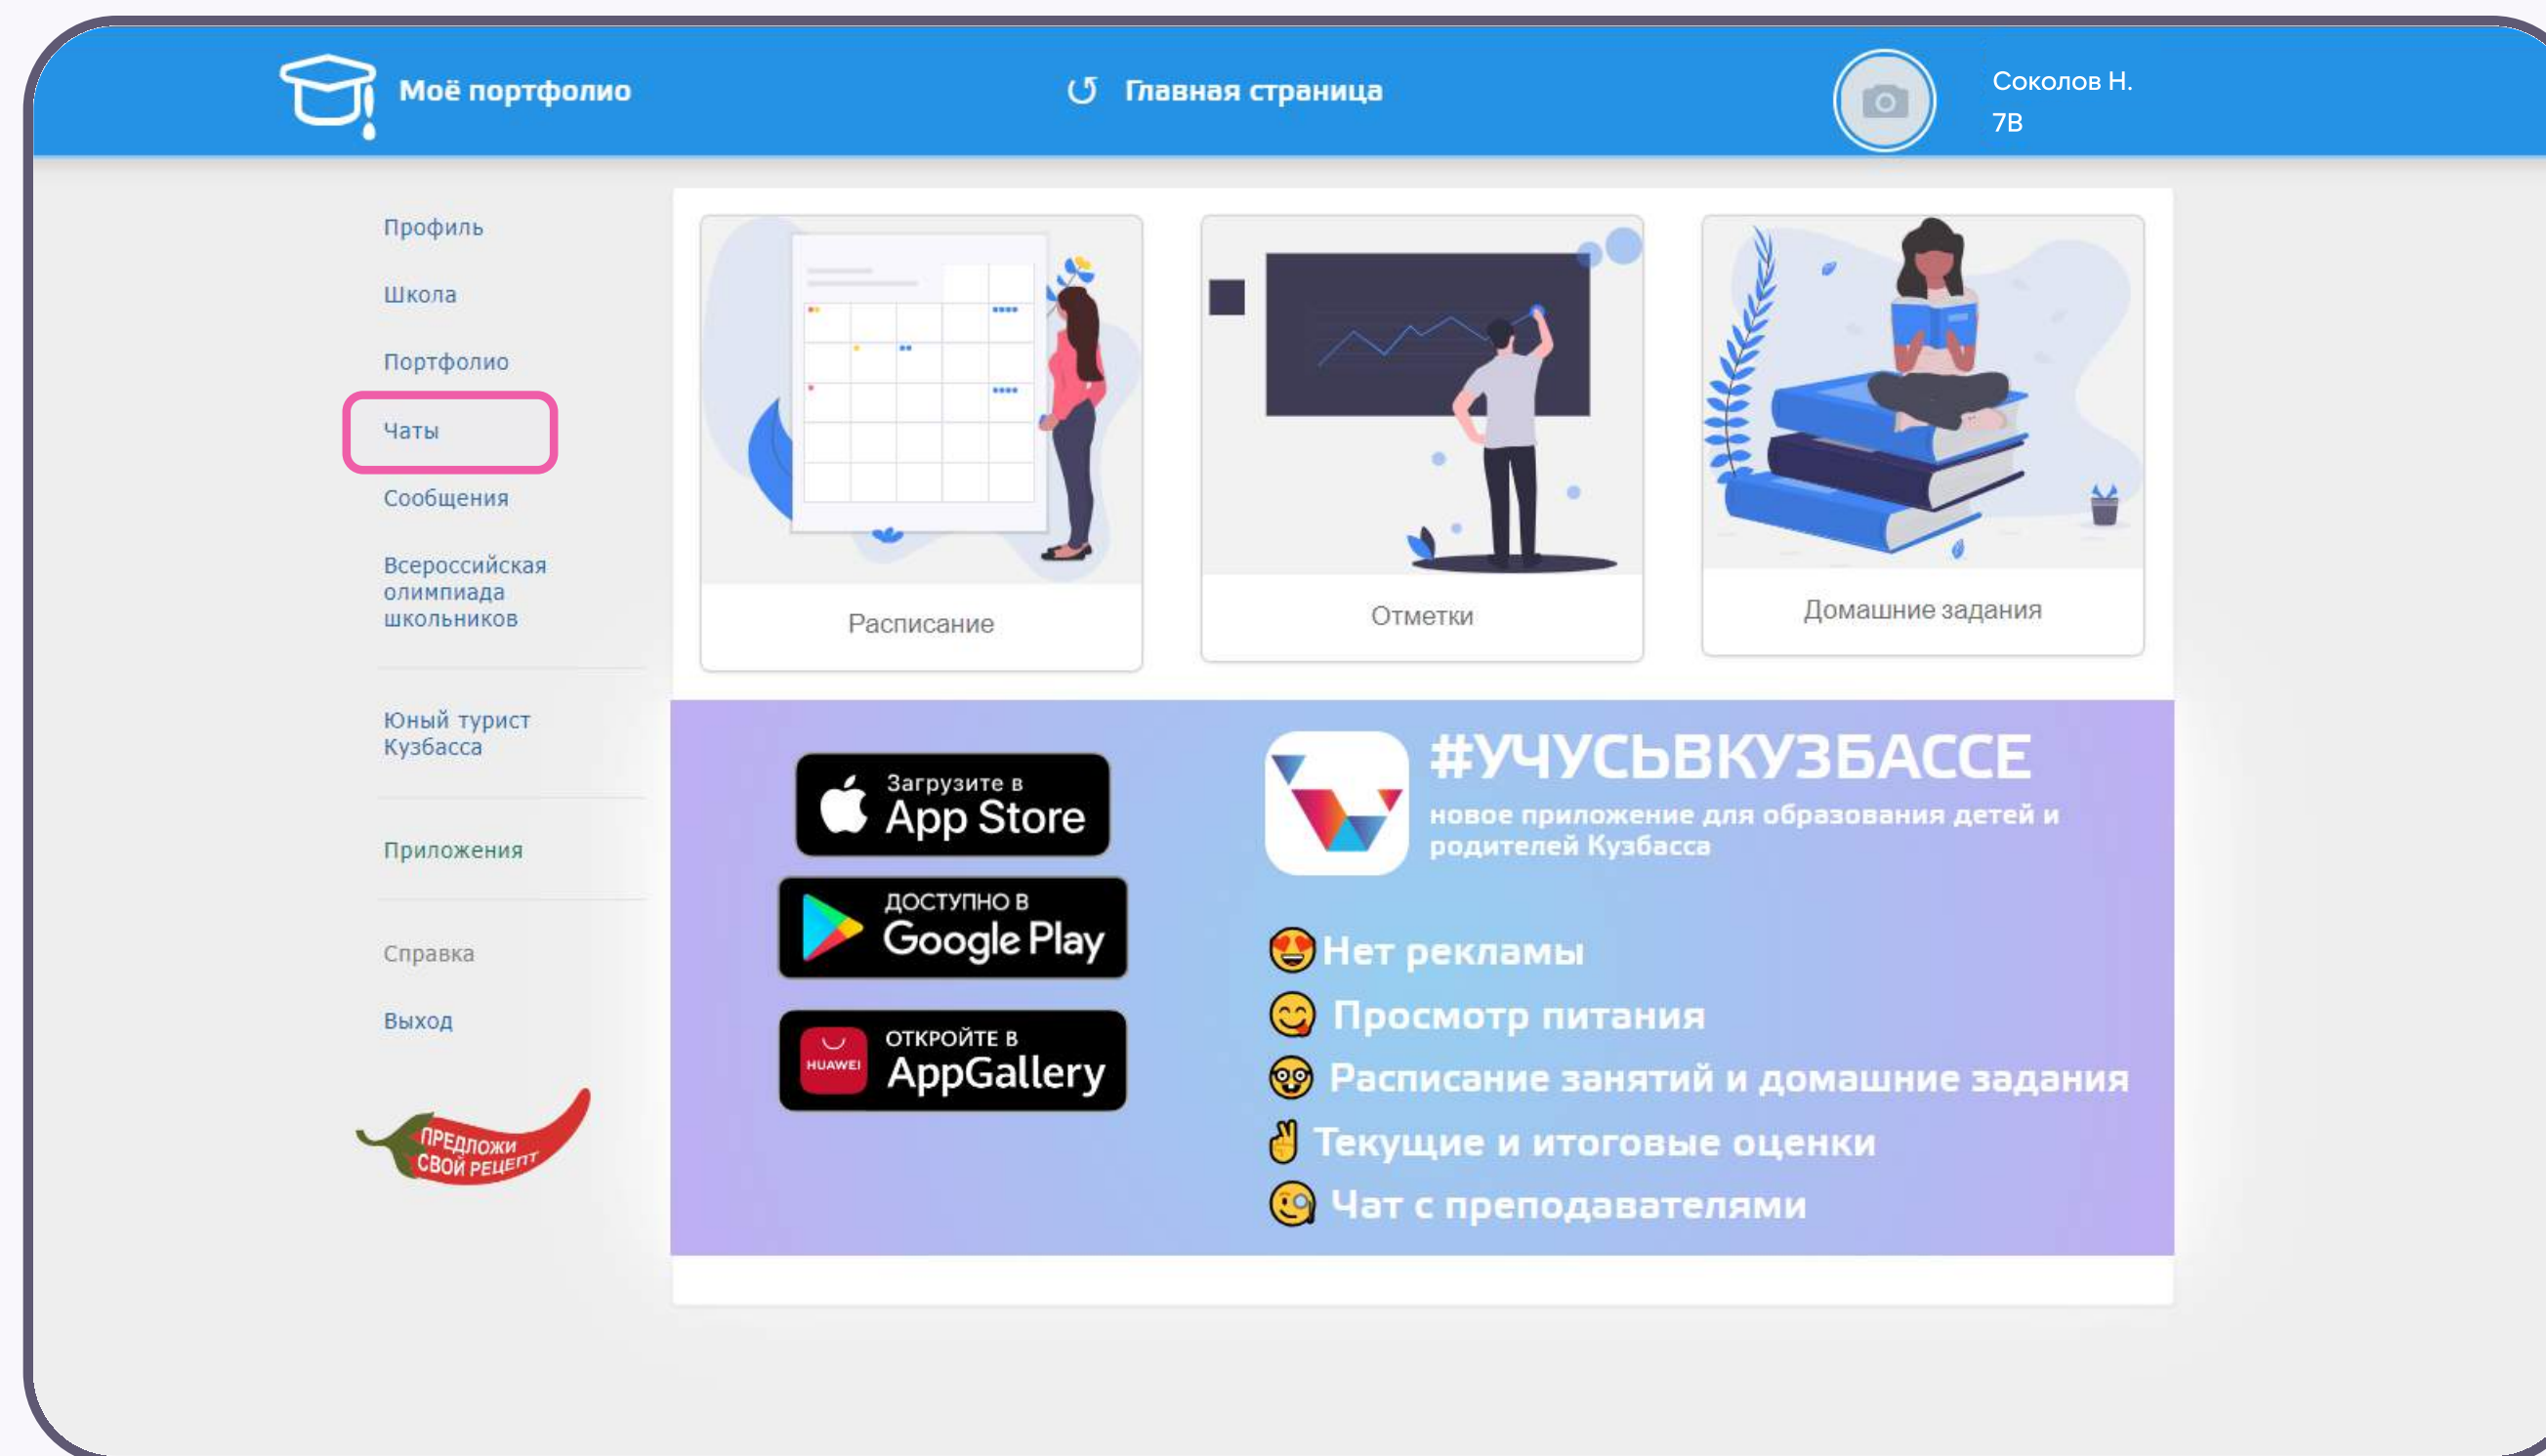 Моё портфолио
Главная страница
Соколов Н.
7В
Профиль
Школа
Портфолио
Чаты
Сообщения
Всероссийская
олимпиада
школьников
Юный турист
Кузбасса
Приложения
Справка
Выход
ПРЕДЛОЖИ
СВОЙ РЕЦЕПТ
Расписание
Отметки
Домашние задания
Загрузите в
App Store
ДОСТУПНО В
Google Play
HUAWEI
ОТКРОЙТЕ В
AppGallery
#УЧУСЬВКУЗБАССЕ
новое приложение для образования детей и
родителей Кузбасса
Нет рекламы
Просмотр питания
Расписание занятий и домашние задания
Текущие и итоговые оценки
Чат с преподавателями